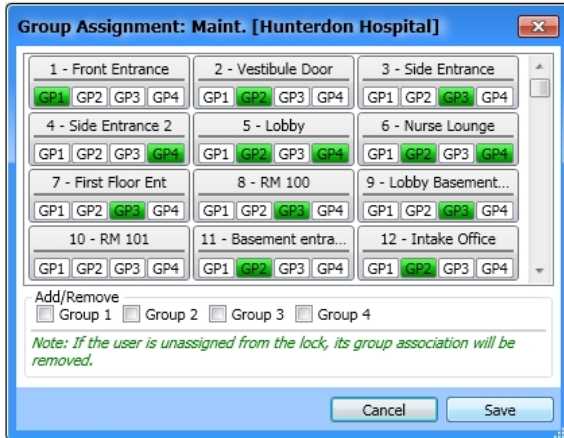 Group Assignment: Maint. [Hunterdon Hospital]
1 - Front Entrance 2 - Vestibule Door 3 - Side Entrance
GP1 GP2 GP3 GP4 GP1 GP2 GP3 GP4 GP1 GP2 GP3 GP4
4 - Side Entrance 2 5 - Lobby 6 - Nurse Lounge
GP1 GP2 GP3 GP4 GP1 GP2 GP3 GP4 GP1 GP2 GP3 GP4
7 - First Floor Ent 8 - RM 100 9 - Lobby Basement...
GP1 GP2 GP3 GP4 GP1 GP2 GP3 GP4 GP1 GP2 GP3 GP4
10 - RM 101 11 - Basement entra... 12 - Intake Office
GP1 GP2 GP3 GP4 GP1 GP2 GP3 GP4 GP1 GP2 GP3 GP4
Add/Remove
Group 1 Group 2 Group 3 Group 4
Note: If the user is unassigned from the lock, its group association will be
removed.
Cancel Save